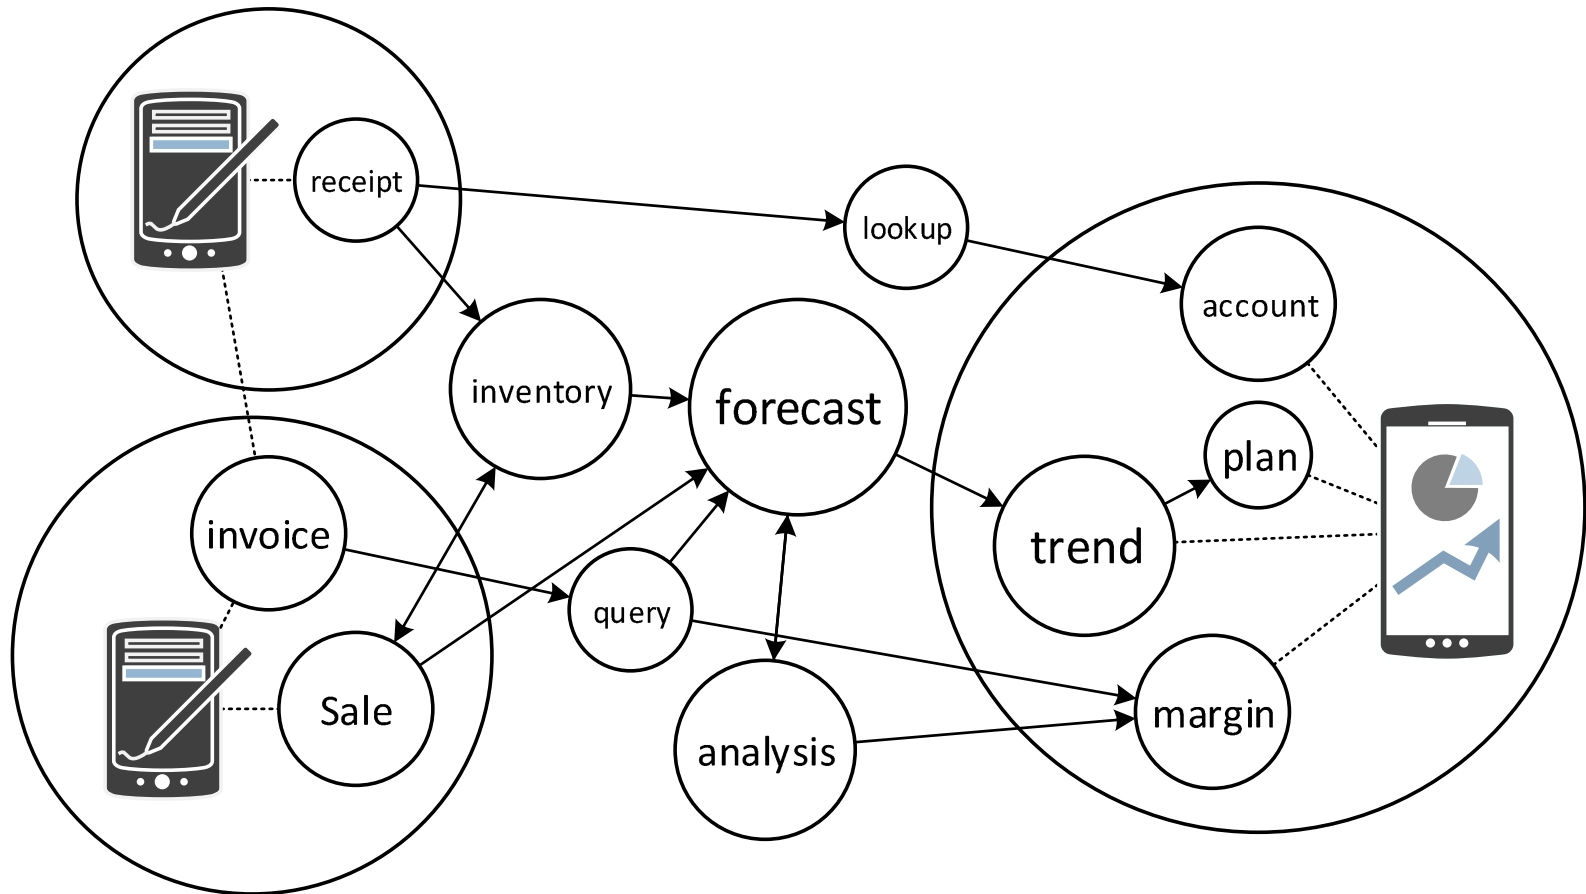 receipt
lookup
account
inventory
forecast
plan
invoice
trend
query
Sale
margin
analysis